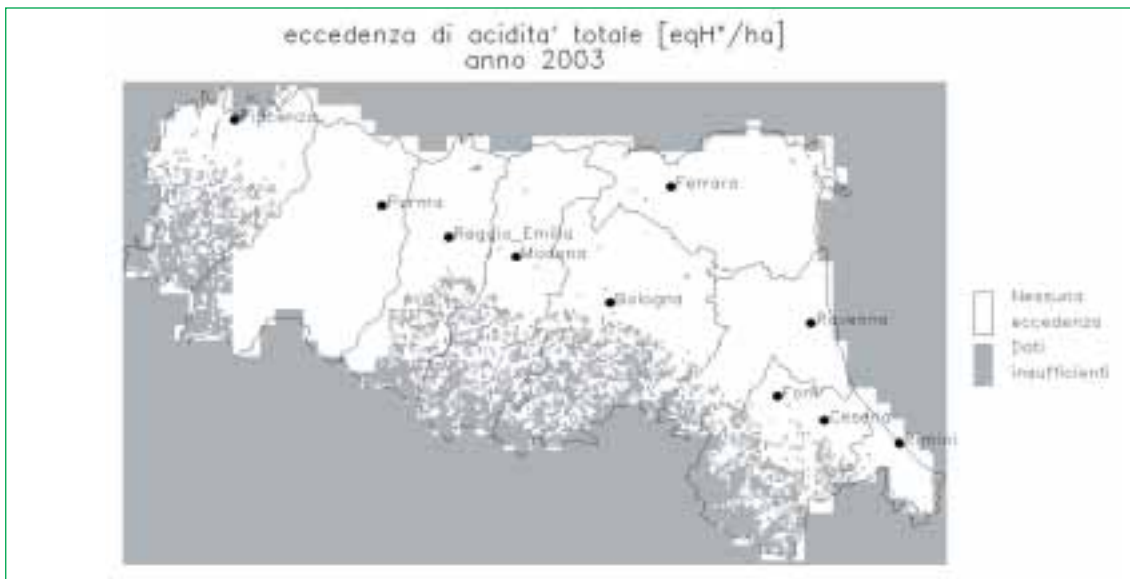 eccedenza di acidita' totale [eqH⁺/ha]
anno 2003
Piacenza
Parma
Ferrara
Reggio_Emilia
Modena
Bologna
Ravenna
Forli'
Cesena
Rimini
Nessuna
eccedenza
Dati
insufficienti